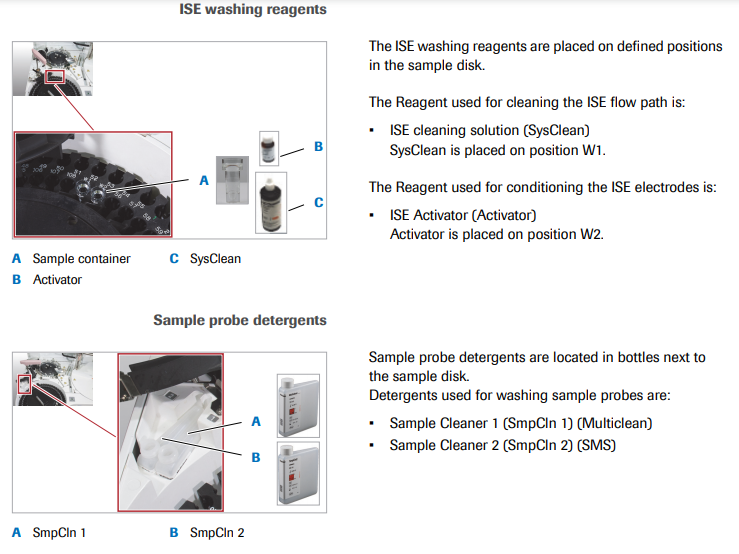 ISE washing reagents
The ISE washing reagents are placed on defined positions
in the sample disk.
The Reagent used for cleaning the ISE flow path is:
• ISE cleaning solution (SysClean)
SysClean is placed on position W1.
The Reagent used for conditioning the ISE electrodes is:
• ISE Activator (Activator)
Activator is placed on position W2.
A
B
C
A Sample container
C SysClean
B Activator
Sample probe detergents
Sample probe detergents are located in bottles next to
the sample disk.
Detergents used for washing sample probes are:
• Sample Cleaner 1 (SmpCln 1) (Multiclean)
• Sample Cleaner 2 (SmpCln 2) (SMS)
A
B
A SmpCln 1
B SmpCln 2